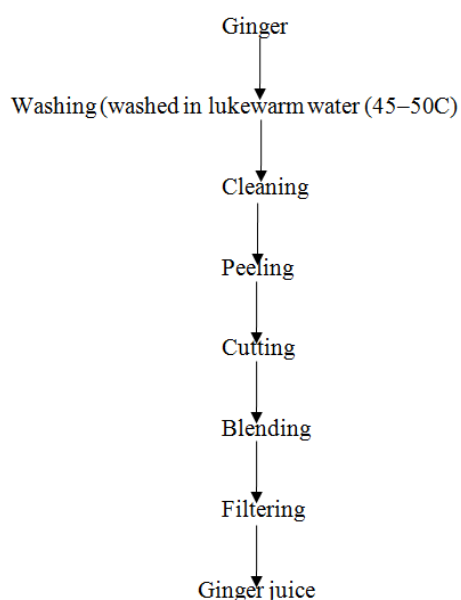 Ginger
Washing (washed in lukewarm water (45–50C)
Cleaning
Peeling
Cutting
Blending
Filtering
Ginger juice